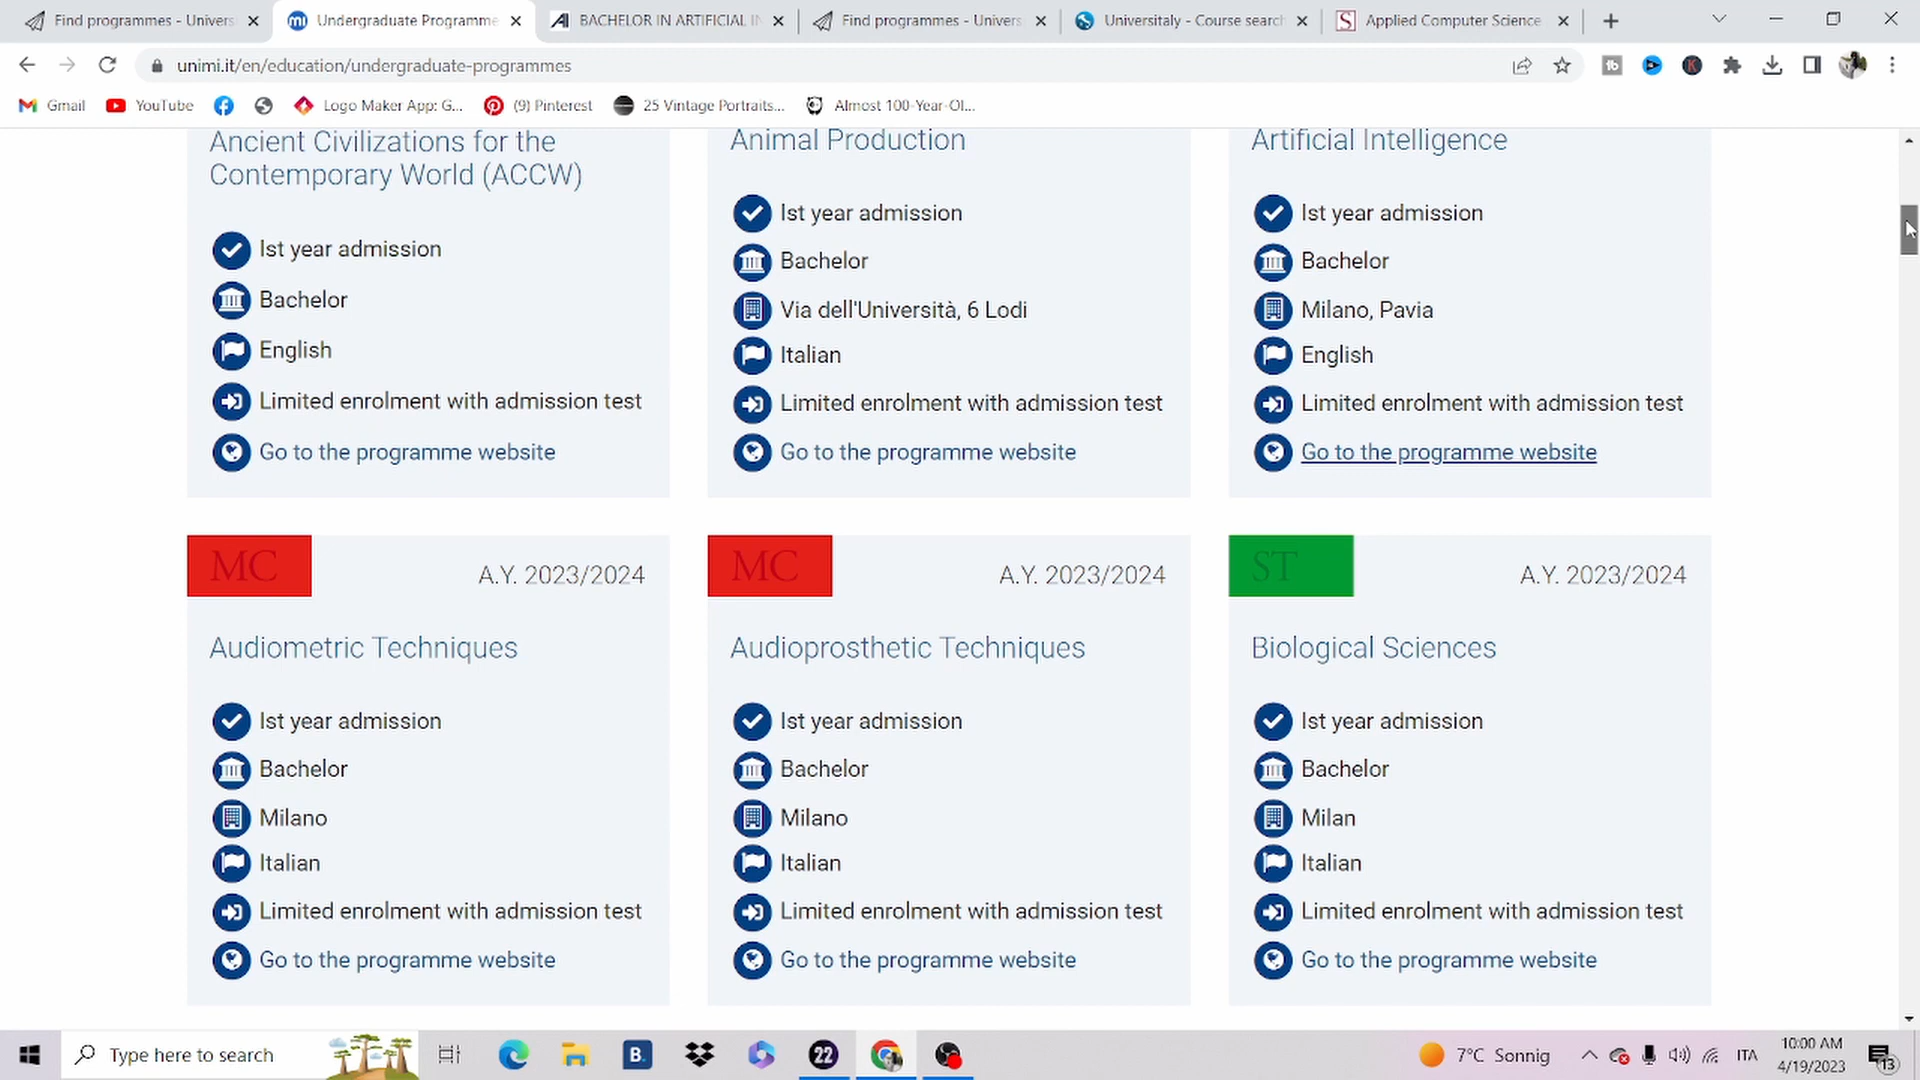 Find programmes - Univers
Undergraduate Programme
BACHELOR IN ARTIFICIAL IN
Find programmes - Univers
Universitaly - Course search
Applied Computer Science
unimi.it/en/education/undergraduate-programmes
Gmail
YouTube
Logo Maker App: G...
(9) Pinterest
25 Vintage Portraits...
Almost 100-Year-Ol...
Ancient Civilizations for the
Contemporary World (ACCW)
Ist year admission
Bachelor
English
Limited enrolment with admission test
Go to the programme website
Animal Production
Ist year admission
Bachelor
Via dell'Università, 6 Lodi
Italian
Limited enrolment with admission test
Go to the programme website
Artificial Intelligence
Ist year admission
Bachelor
Milano, Pavia
English
Limited enrolment with admission test
Go to the programme website
MC
A.Y. 2023/2024
Audiometric Techniques
Ist year admission
Bachelor
Milano
Italian
Limited enrolment with admission test
Go to the programme website
MC
A.Y. 2023/2024
Audioprosthetic Techniques
Ist year admission
Bachelor
Milano
Italian
Limited enrolment with admission test
Go to the programme website
ST
A.Y. 2023/2024
Biological Sciences
Ist year admission
Bachelor
Milan
Italian
Limited enrolment with admission test
Go to the programme website
Type here to search
B.
22
7°C Sonnig
ITA
10:00 AM
4/19/2023
13